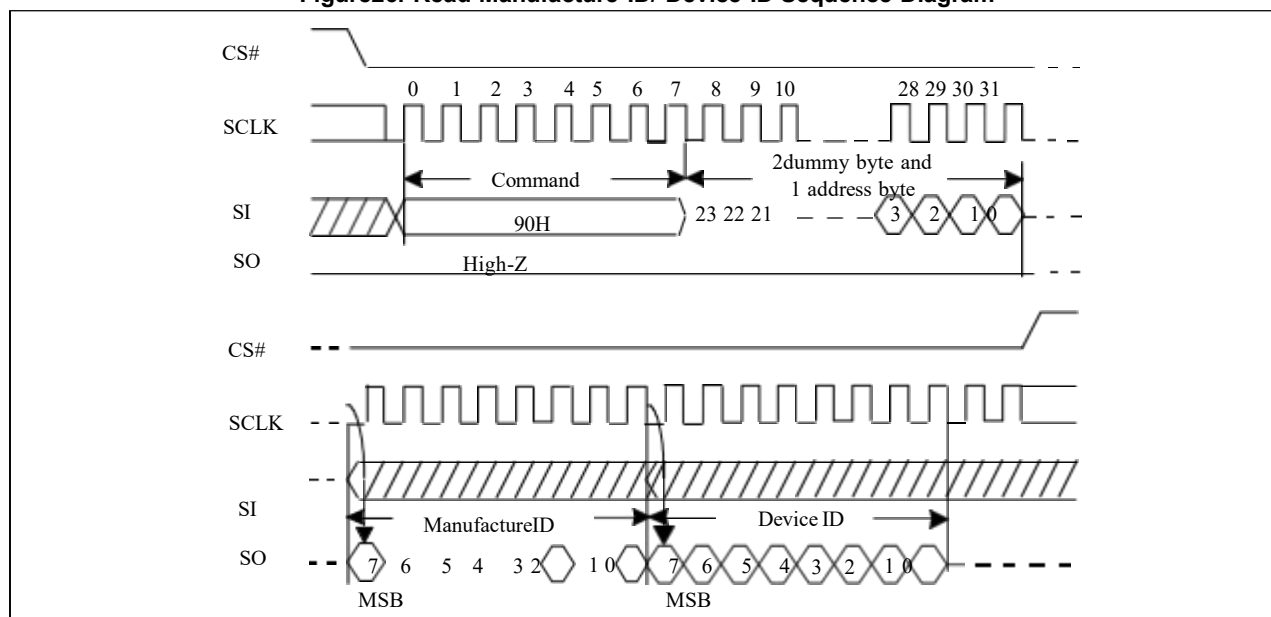 Read Manufacture ID/ Device ID Sequence Diagram
CS#
0 1 2 3 4 5 6 7 8 9 10 28 29 30 31
SCLK
Command
2dummy byte and
1 address byte
SI
90H
23 22 21
3 2 1 0
SO
High-Z
CS#
SCLK
SI
ManufactureID
Device ID
SO
7 6 5 4 3 2 1 0
7 6 5 4 3 2 1 0
MSB
MSB